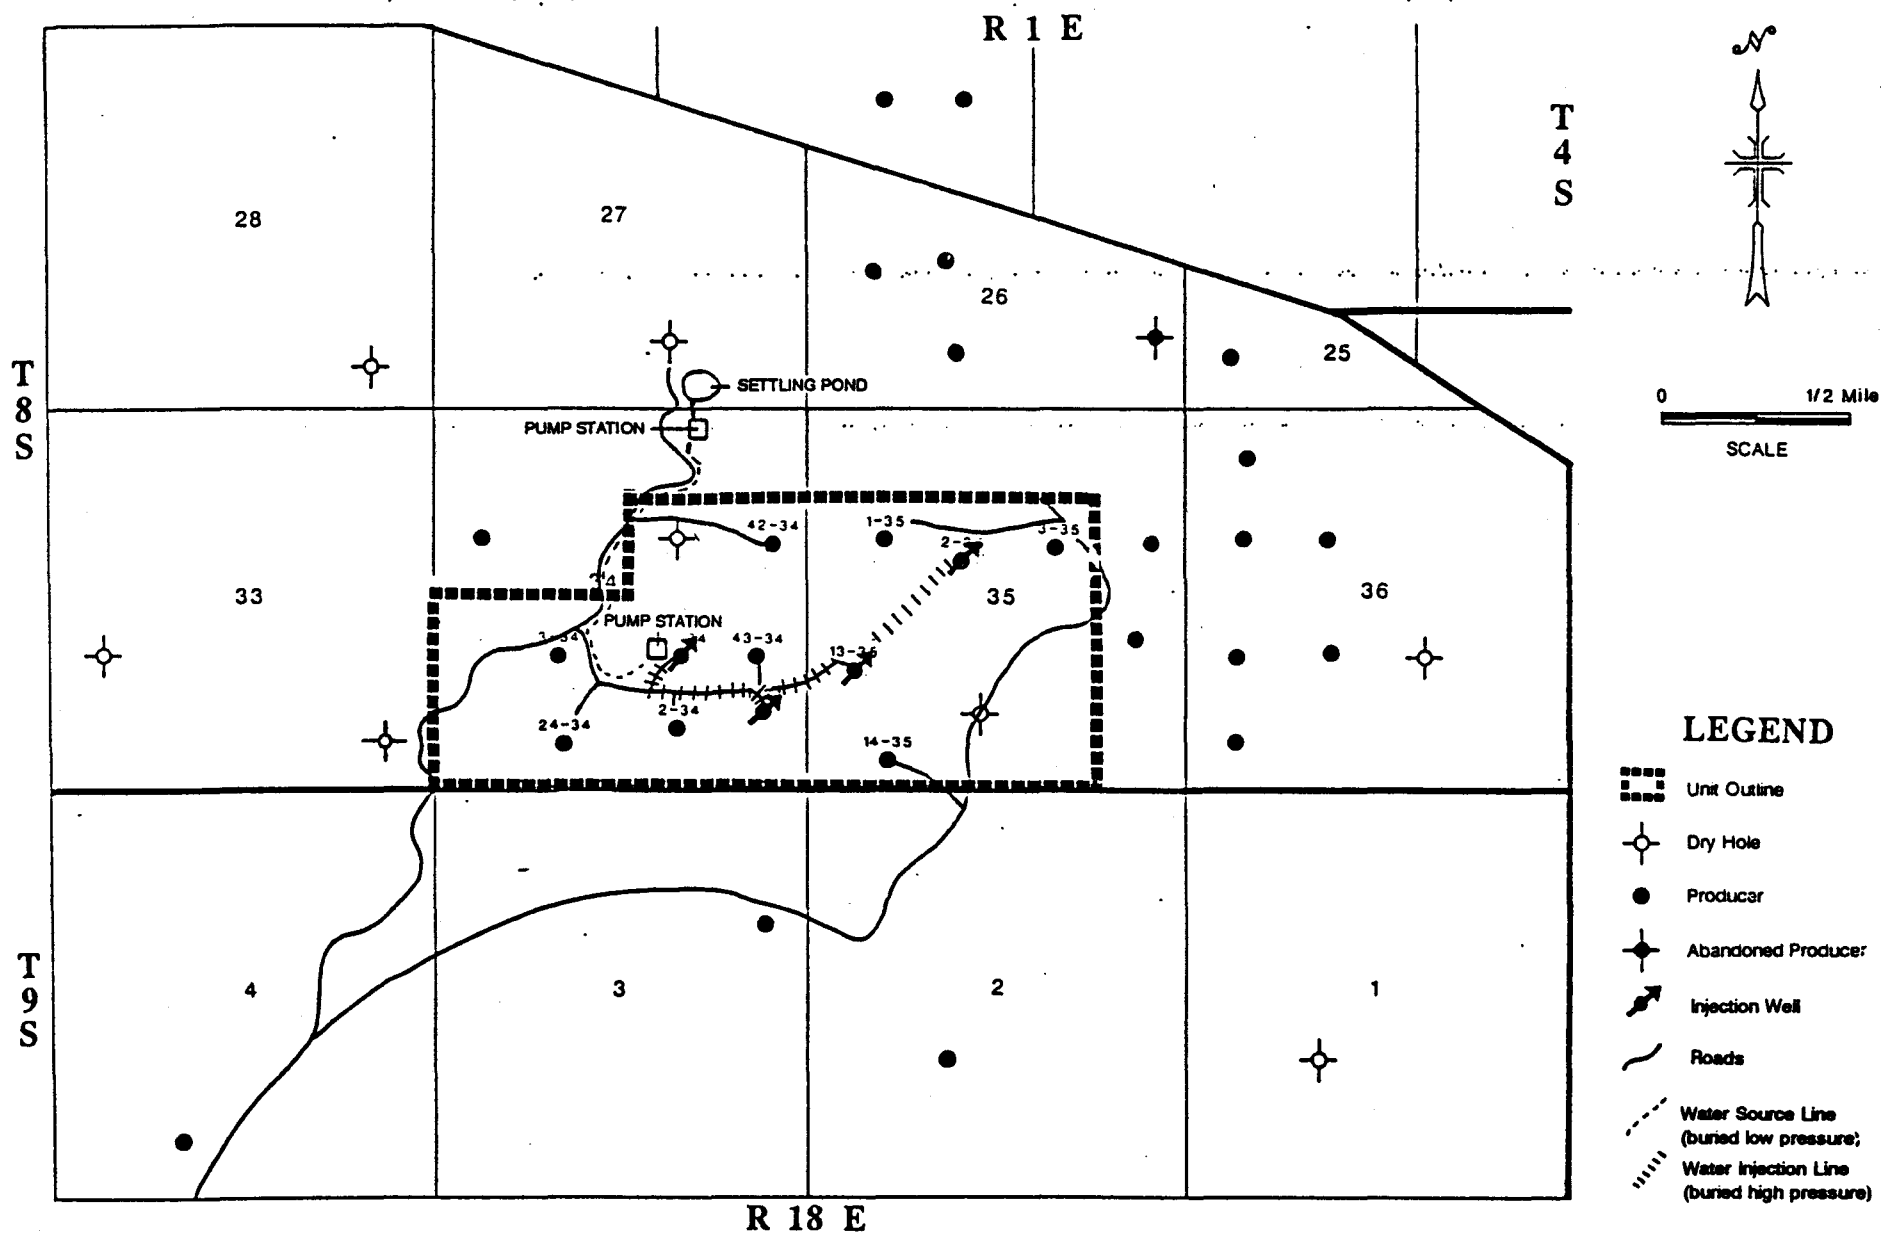 R 1 E
N
T
4
S
28
27
26
25
T
8
S
SETTLING POND
PUMP STATION
0 1/2 Mile
SCALE
42-34
1-35
3-35
33
35
36
PUMP STATION
43-34
24-34
2-34
14-35
LEGEND
Unit Outline
Dry Hole
Producer
Abandoned Producer
Injection Well
Roads
Water Source Line
(buried low pressure)
Water Injection Line
(buried high pressure)
T
9
S
4
3
2
1
R 18 E